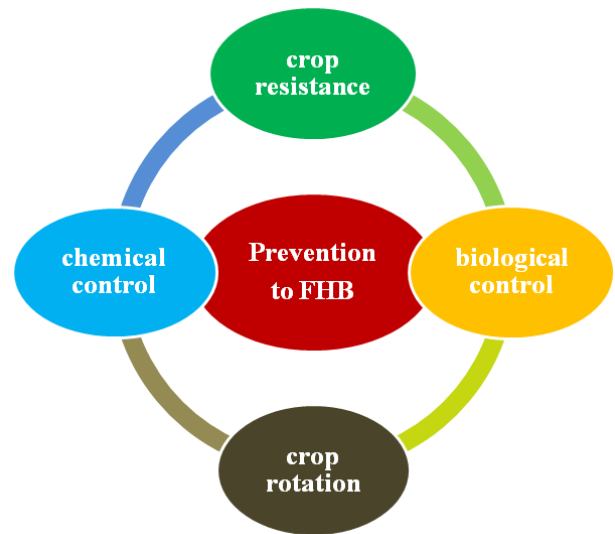 crop
resistance
chemical
control
Prevention
to FHB
biological
control
crop
rotation